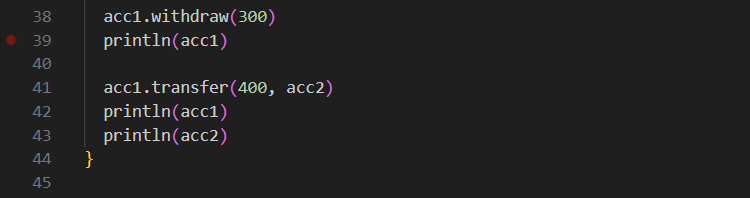 38 acc1.withdraw(300)
39 println(acc1)
40
41 acc1.transfer(400, acc2)
42 println(acc1)
43 println(acc2)
44 }
45